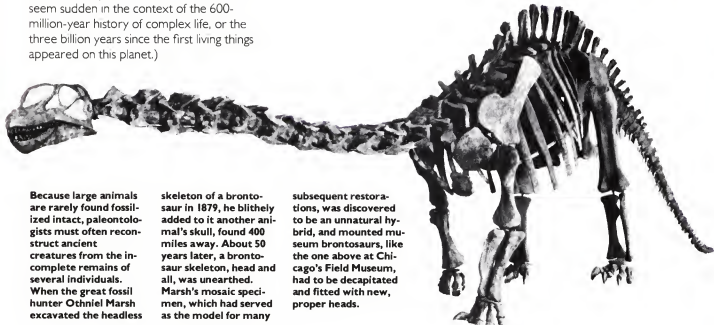 seem sudden in the context of the 600-
million-year history of complex life, or the
three billion years since the first living things
appeared on this planet.)
Because large animals
are rarely found fossil-
ized intact, paleontolo-
gists must often recon-
struct ancient
creatures from the in-
complete remains of
several individuals.
When the great fossil
hunter Othniel Marsh
excavated the headless
skeleton of a bronto-
saur in 1879, he blithely
added to it another ani-
mal's skull, found 400
miles away. About 50
years later, a bronto-
saur skeleton, head and
all, was unearthed.
Marsh's mosaic speci-
men, which had served
as the model for many
subsequent restora-
tions, was discovered
to be an unnatural hy-
brid, and mounted mu-
seum brontosaurs, like
the one above at Chi-
cago's Field Museum,
had to be decapitated
and fitted with new,
proper heads.